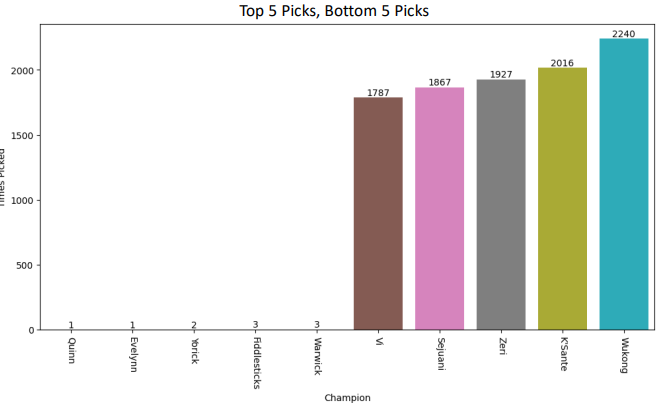 Top 5 Picks, Bottom 5 Picks
Times Picked
2000
1500
1000
500
0
1
1
2
3
3
1787
1867
1927
2016
2240
Quinn
Evelynn
Yorick
Fiddlesticks
Warwick
Vi
Sejuani
Zeri
K'Sante
Wukong
Champion